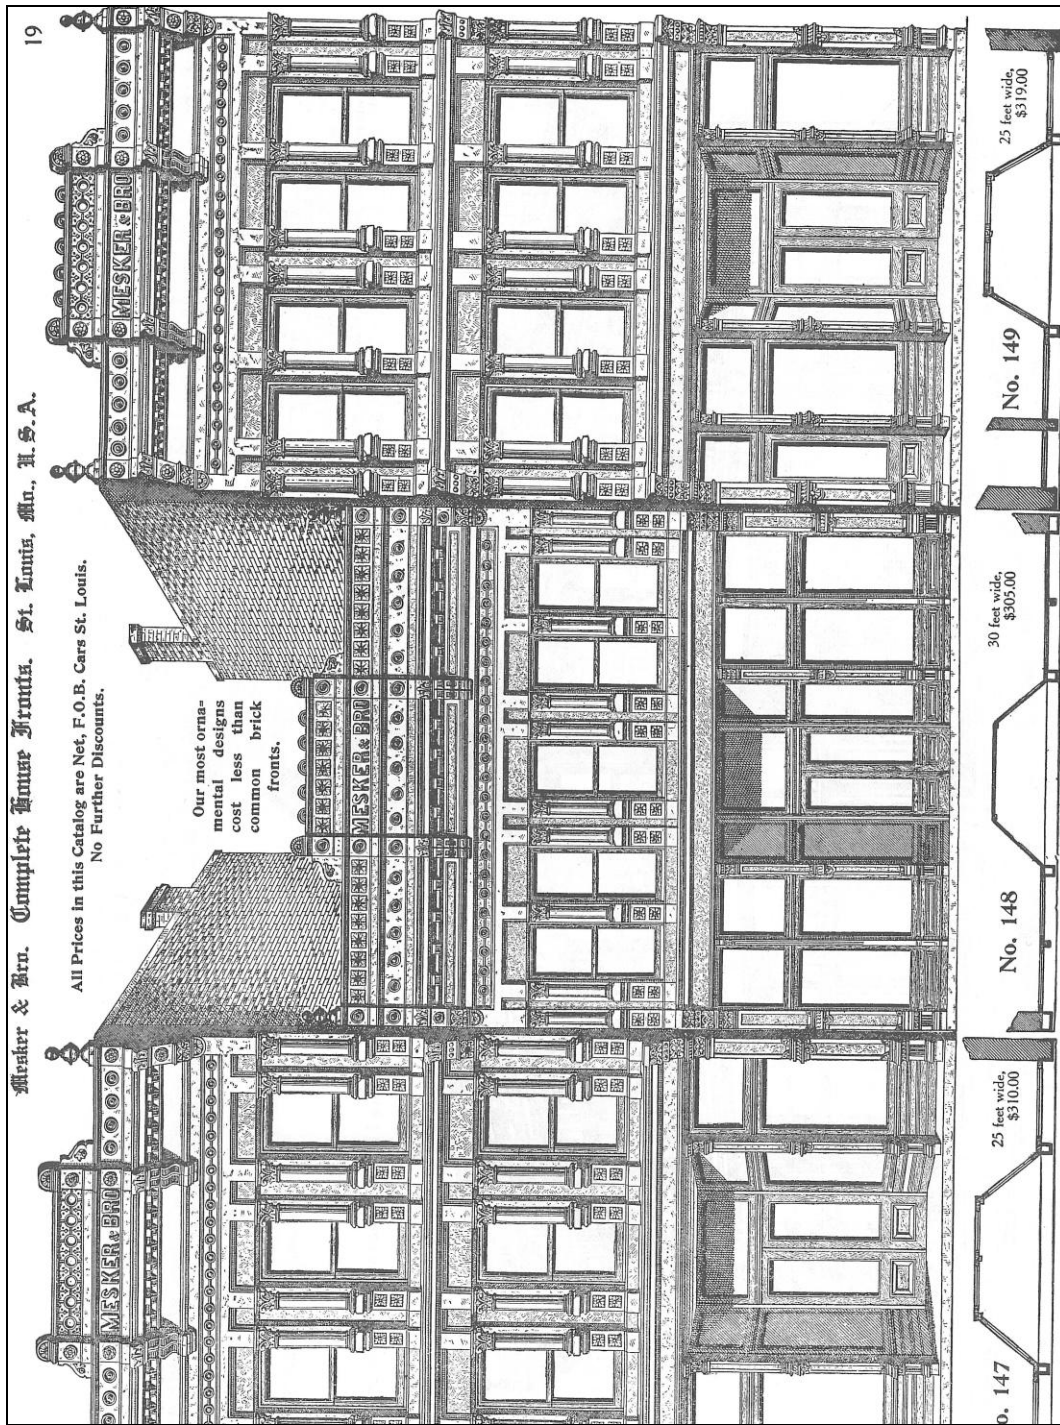 Mesker & Bro. Complete House Fronts. St. Louis, Mo., U.S.A.
19
All Prices in this Catalog are Net, F.O.B. Cars St. Louis.
No Further Discounts.
Our most orna-
mental designs
cost less than
common brick
fronts.
MESKER & BRO
MESKER & BRO
MESKER & BRO
o. 147
25 feet wide,
$310.00
No. 148
30 feet wide,
$305.00
No. 149
25 feet wide,
$319.00